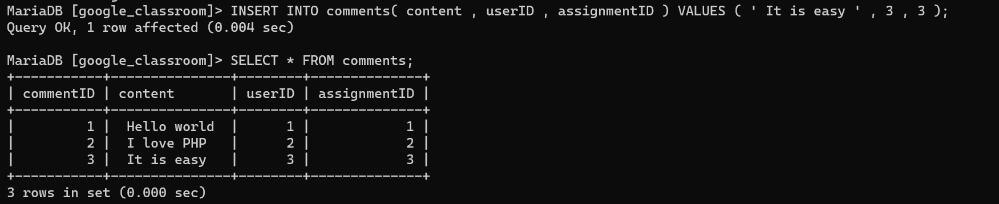 MariaDB [google_classroom]> INSERT INTO comments( content , userID , assignmentID ) VALUES ( ' It is easy ' , 3 , 3 );
Query OK, 1 row affected (0.004 sec)

MariaDB [google_classroom]> SELECT * FROM comments;
+-----------+---------------+--------+--------------+
| commentID | content       | userID | assignmentID |
+-----------+---------------+--------+--------------+
|         1 |  Hello world  |      1 |            1 |
|         2 |  I love PHP   |      2 |            2 |
|         3 |  It is easy   |      3 |            3 |
+-----------+---------------+--------+--------------+
3 rows in set (0.000 sec)